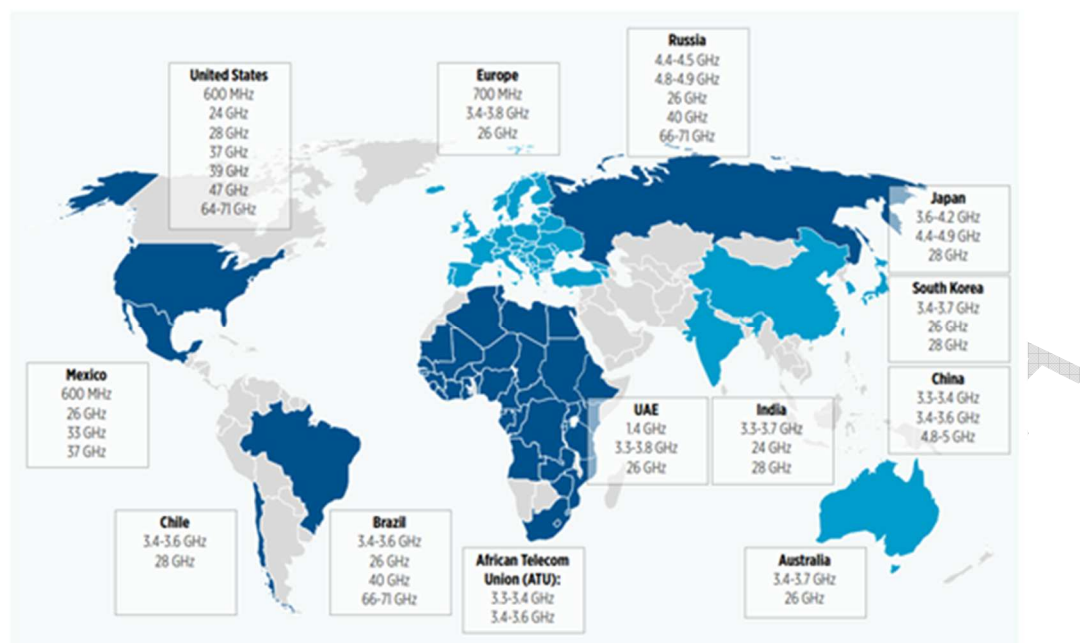 United States
600 MHz
24 GHz
28 GHz
37 GHz
39 GHz
47 GHz
64-71 GHz
Europe
700 MHz
3.4-3.8 GHz
26 GHz
Russia
4.4-4.5 GHz
4.8-4.9 GHz
26 GHz
40 GHz
66-71 GHz
Japan
3.6-4.2 GHz
4.4-4.9 GHz
28 GHz
South Korea
3.4-3.7 GHz
26 GHz
28 GHz
China
3.3-3.4 GHz
3.4-3.6 GHz
4.8-5 GHz
Mexico
600 MHz
26 GHz
33 GHz
37 GHz
UAE
1.4 GHz
3.3-3.8 GHz
26 GHz
India
3.3-3.7 GHz
24 GHz
28 GHz
Chile
3.4-3.6 GHz
28 GHz
Brazil
3.4-3.6 GHz
26 GHz
40 GHz
66-71 GHz
African Telecom
Union (ATU):
3.3-3.4 GHz
3.4-3.6 GHz
Australia
3.4-3.7 GHz
26 GHz